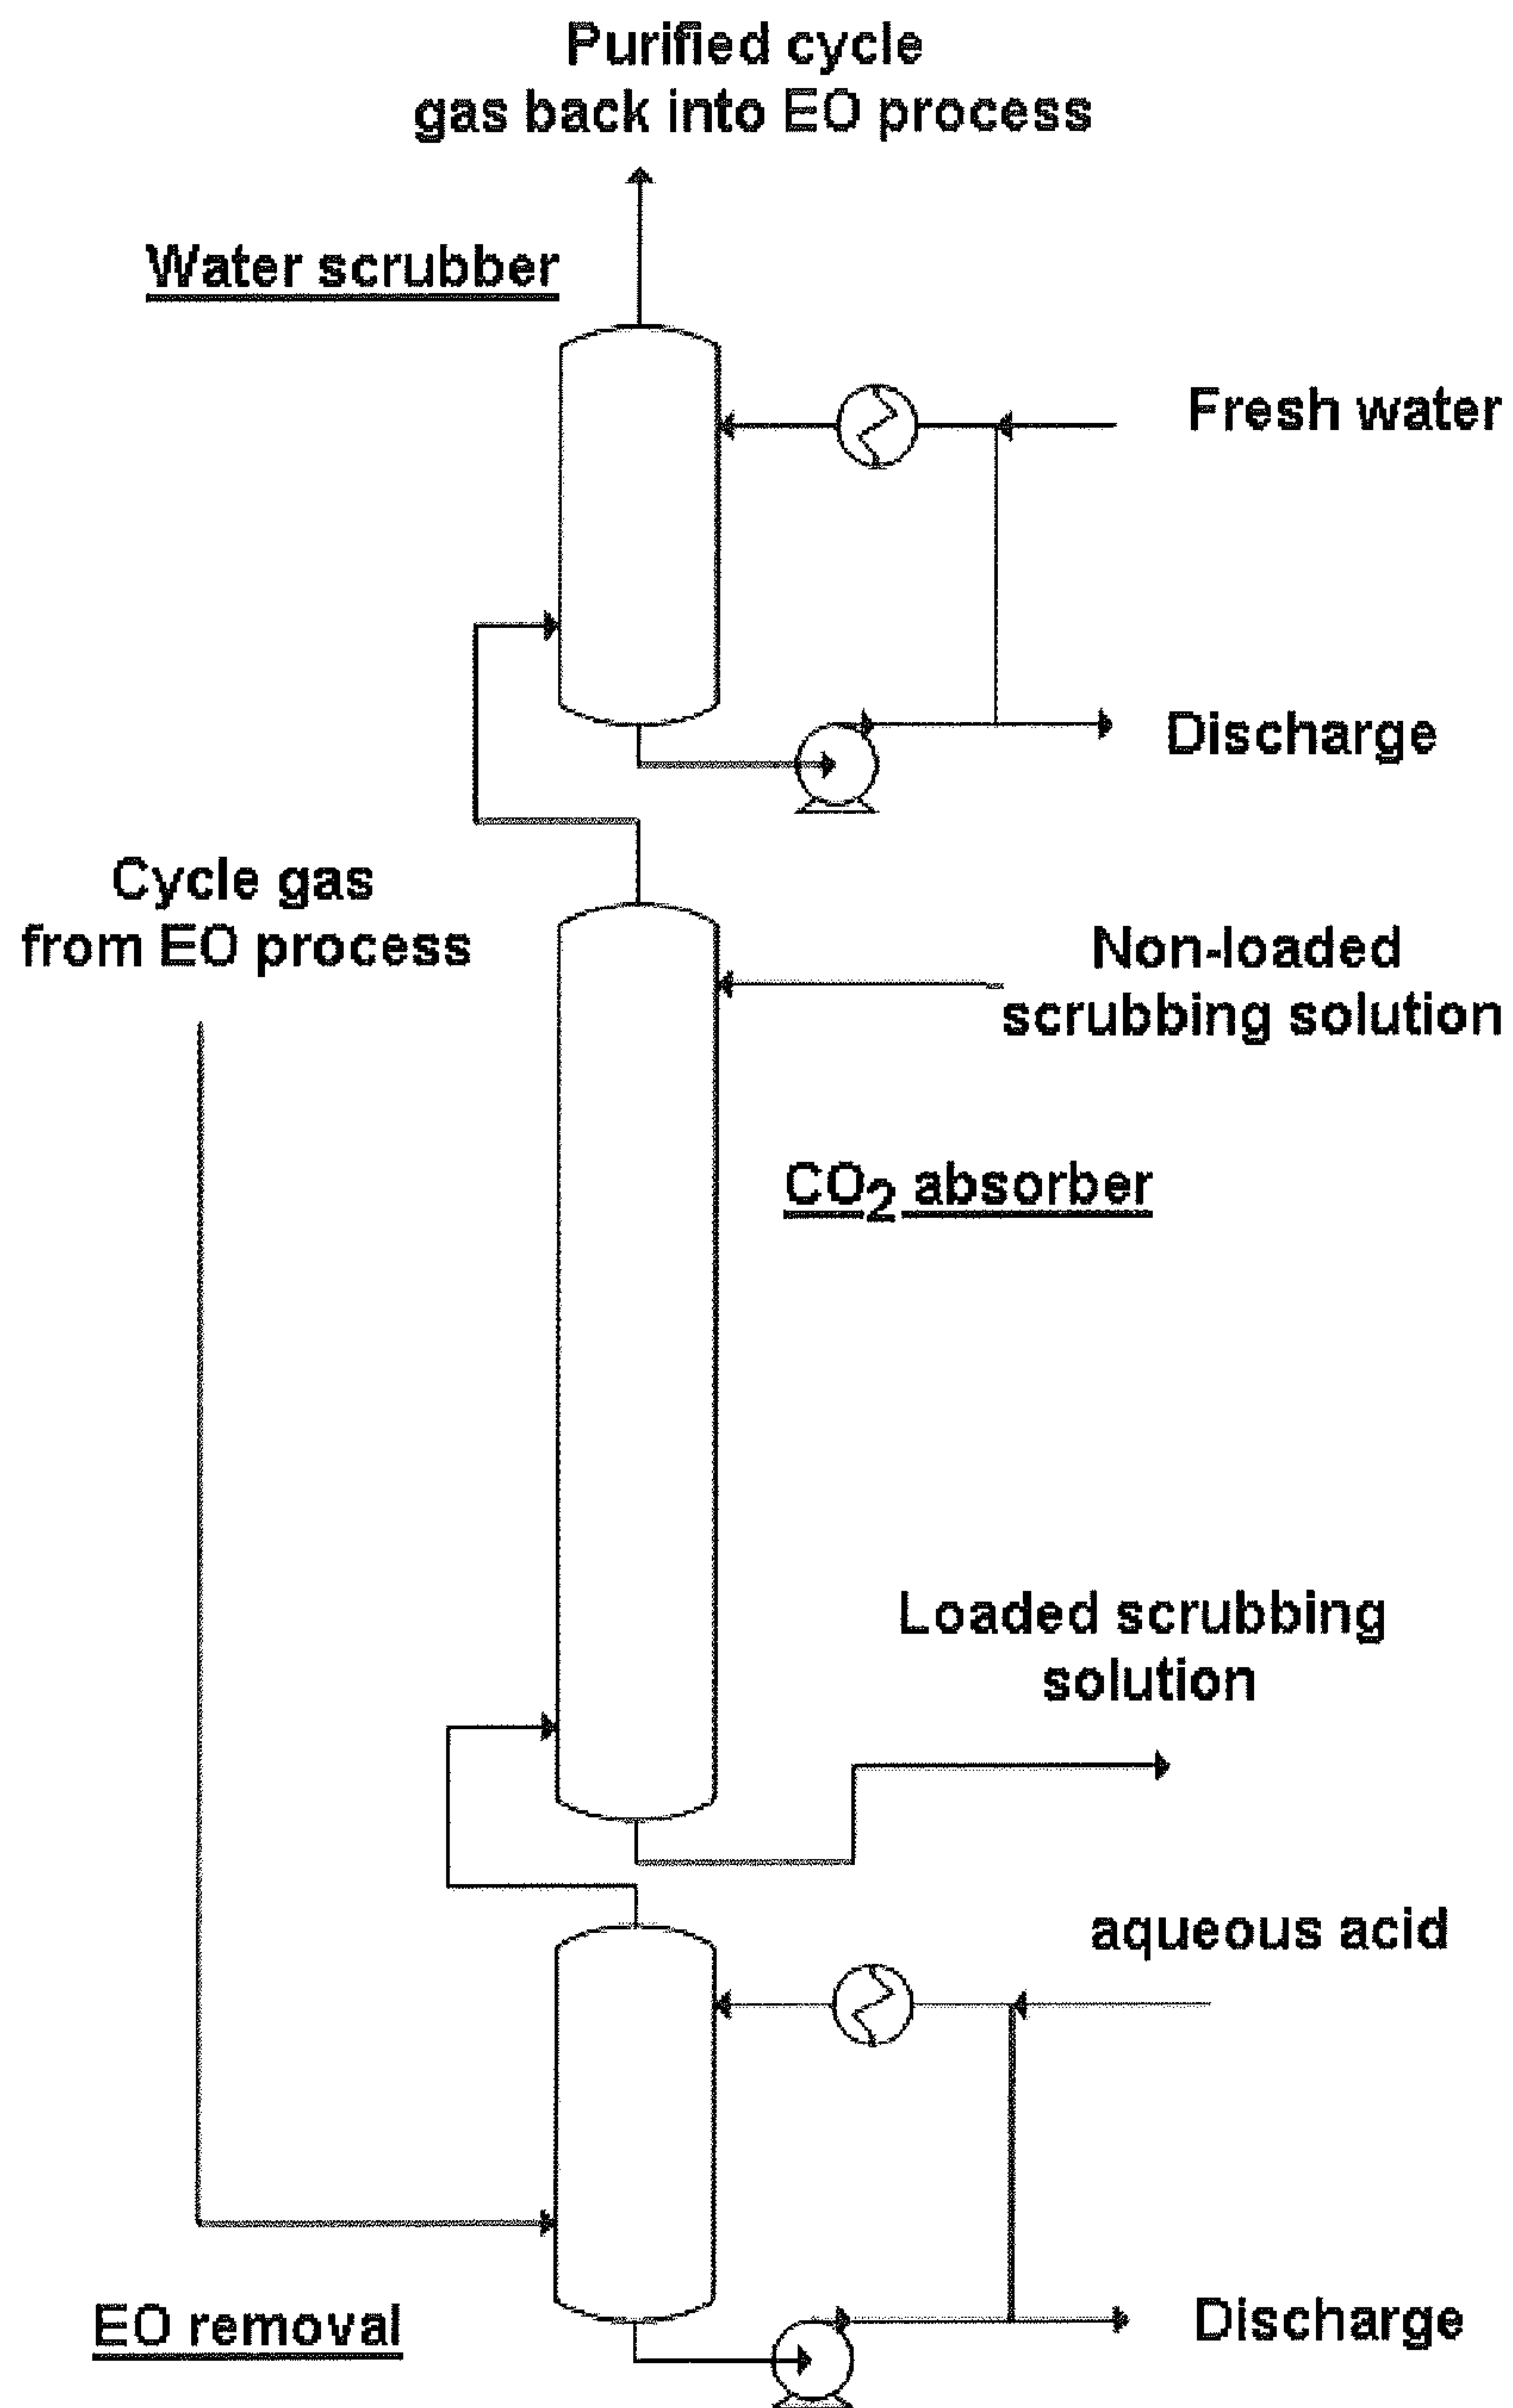 Purified cycle
gas back into EO process
Water scrubber
Fresh water
Discharge
Cycle gas
from EO process
Non-loaded
scrubbing solution
CO₂ absorber
Loaded scrubbing
solution
aqueous acid
EO removal
Discharge